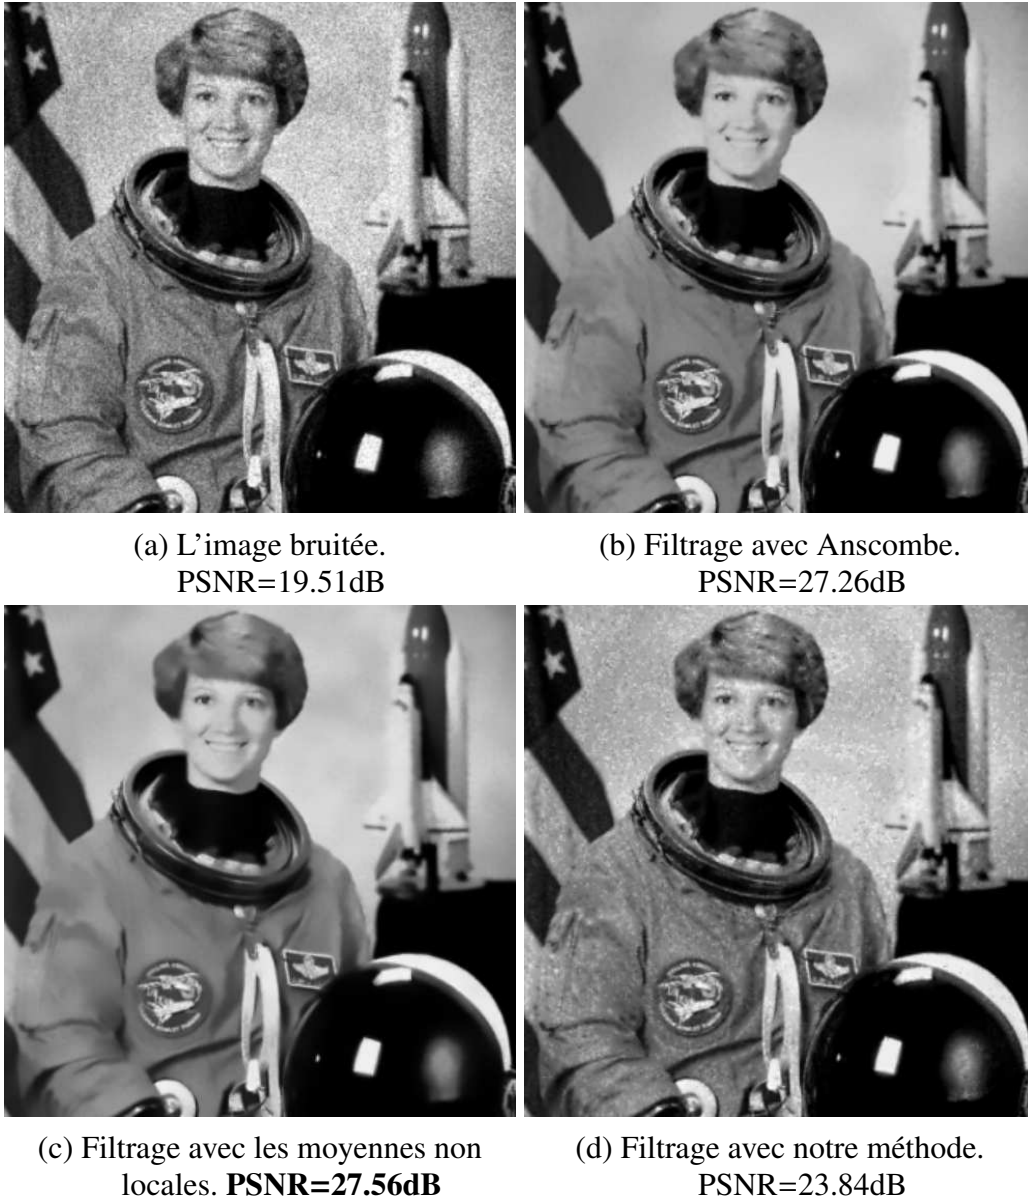 (a) L'image bruitée.
PSNR=19.51dB
(b) Filtrage avec Anscombe.
PSNR=27.26dB
(c) Filtrage avec les moyennes non
locales. PSNR=27.56dB
(d) Filtrage avec notre méthode.
PSNR=23.84dB